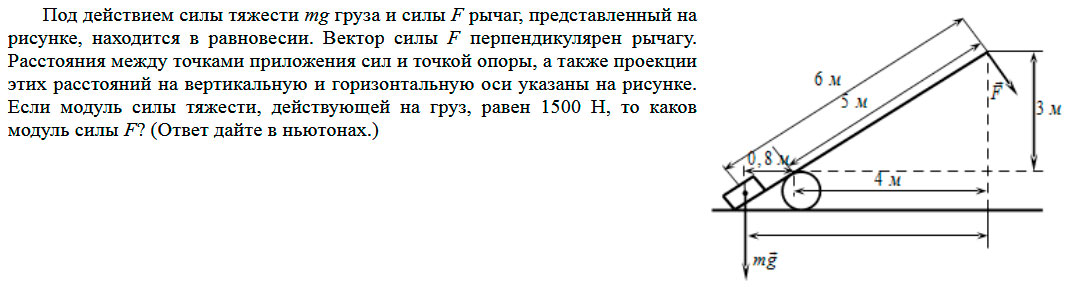 Под действием силы тяжести mg груза и силы F рычаг, представленный на
рисунке, находится в равновесии. Вектор силы F перпендикулярен рычагу.
Расстояния между точками приложения сил и точкой опоры, а также проекции
этих расстояний на вертикальную и горизонтальную оси указаны на рисунке.
Если модуль силы тяжести, действующей на груз, равен 1500 Н, то каков
модуль силы F? (Ответ дайте в ньютонах.)
6 м
5 м
F⃗
3 м
0,8 м
4 м
mg⃗